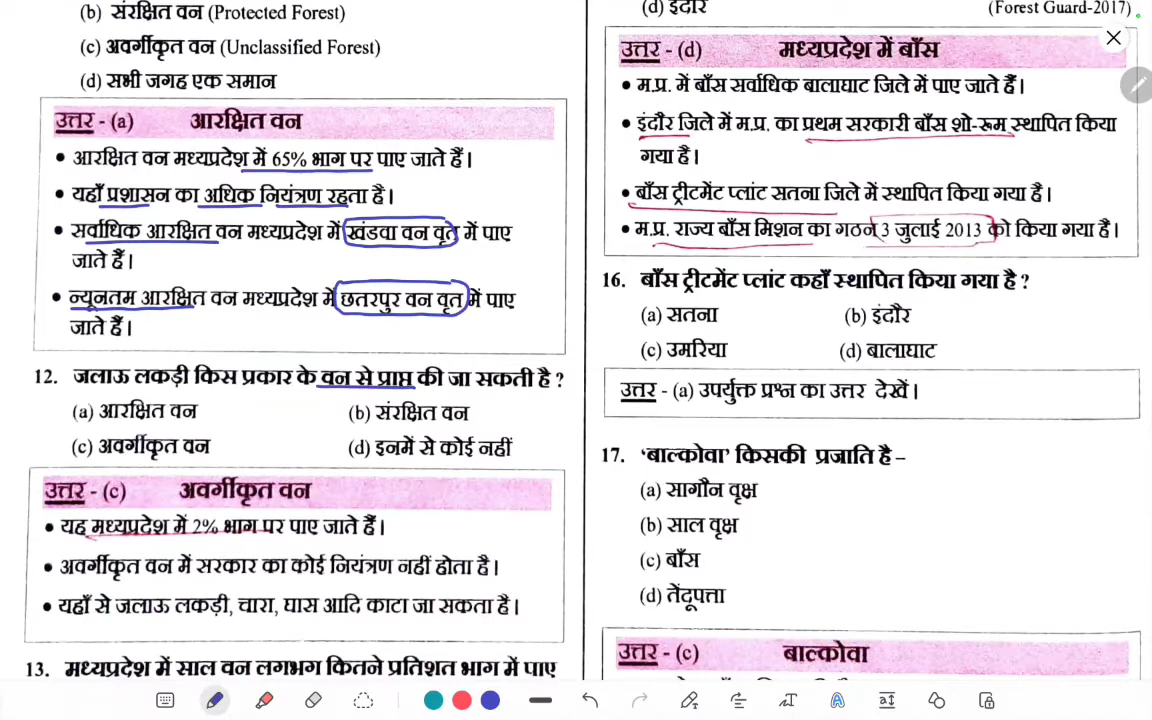 (b) संरक्षित वन (Protected Forest)
(c) अवर्गीकृत वन (Unclassified Forest)
(d) सभी जगह एक समान
उत्तर - (a) आरक्षित वन
• आरक्षित वन मध्यप्रदेश में 65% भाग पर पाए जाते हैं।
• यहाँ प्रशासन का अधिक नियंत्रण रहता है।
• सर्वाधिक आरक्षित वन मध्यप्रदेश में खंडवा वन वृत में पाए
जाते हैं।
• न्यूनतम आरक्षित वन मध्यप्रदेश में छतरपुर वन वृत में पाए
जाते हैं।
12. जलाऊ लकड़ी किस प्रकार के वन से प्राप्त की जा सकती है ?
(a) आरक्षित वन (b) संरक्षित वन
(c) अवर्गीकृत वन (d) इनमें से कोई नहीं
उत्तर - (c) अवर्गीकृत वन
• यह मध्यप्रदेश में 2% भाग पर पाए जाते हैं।
• अवर्गीकृत वन में सरकार का कोई नियंत्रण नहीं होता है।
• यहाँ से जलाऊ लकड़ी, चारा, घास आदि काटा जा सकता है।
13. मध्यप्रदेश में साल वन लगभग कितने प्रतिशत भाग में पाए
(d) इंदौर (Forest Guard-2017)
उत्तर - (d) मध्यप्रदेश में बाँस
• म.प्र. में बाँस सर्वाधिक बालाघाट जिले में पाए जाते हैं।
• इंदौर जिले में म.प्र. का प्रथम सरकारी बाँस शो-रूम स्थापित किया
गया है।
• बाँस ट्रीटमेंट प्लांट सतना जिले में स्थापित किया गया है।
• म.प्र. राज्य बाँस मिशन का गठन 3 जुलाई 2013 को किया गया है।
16. बाँस ट्रीटमेंट प्लांट कहाँ स्थापित किया गया है ?
(a) सतना (b) इंदौर
(c) उमरिया (d) बालाघाट
उत्तर - (a) उपर्युक्त प्रश्न का उत्तर देखें।
17. 'बाल्कोवा' किसकी प्रजाति है –
(a) सागौन वृक्ष
(b) साल वृक्ष
(c) बाँस
(d) तेंदूपत्ता
उत्तर - (c) बाल्कोवा